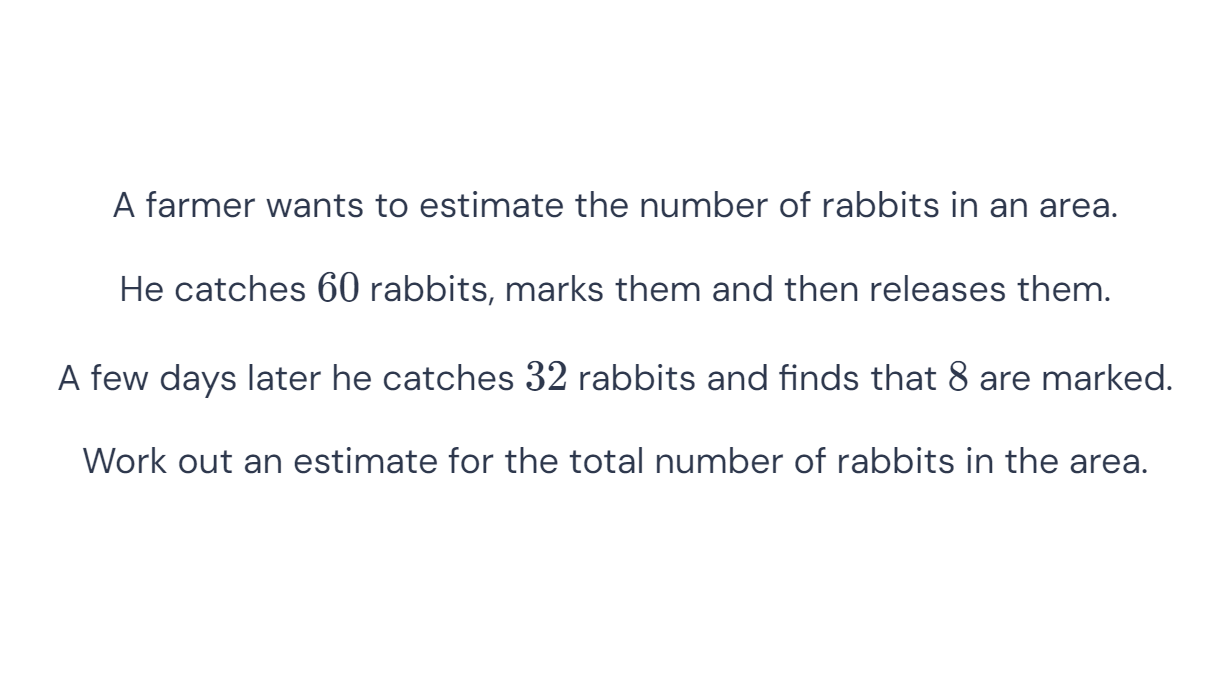 A farmer wants to estimate the number of rabbits in an area.
He catches 60 rabbits, marks them and then releases them.
A few days later he catches 32 rabbits and finds that 8 are marked.
Work out an estimate for the total number of rabbits in the area.